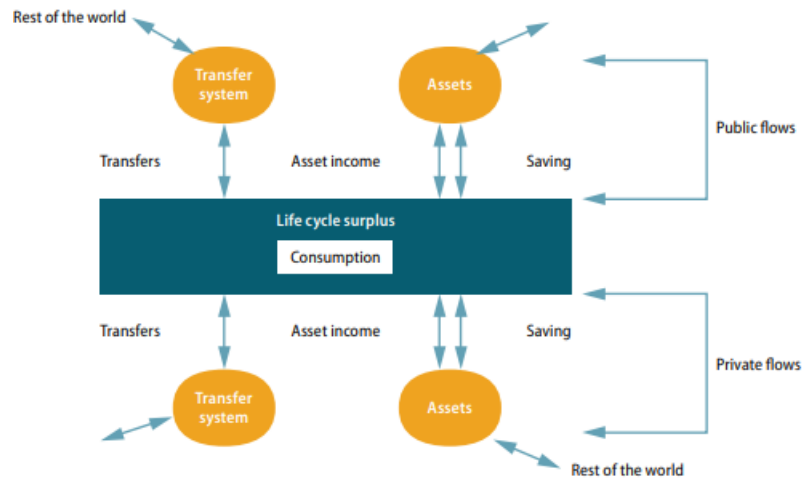 Rest of the world
Transfer
system
Assets
Public flows
Transfers
Asset income
Saving
Life cycle surplus
Consumption
Transfers
Asset income
Saving
Private flows
Transfer
system
Assets
Rest of the world